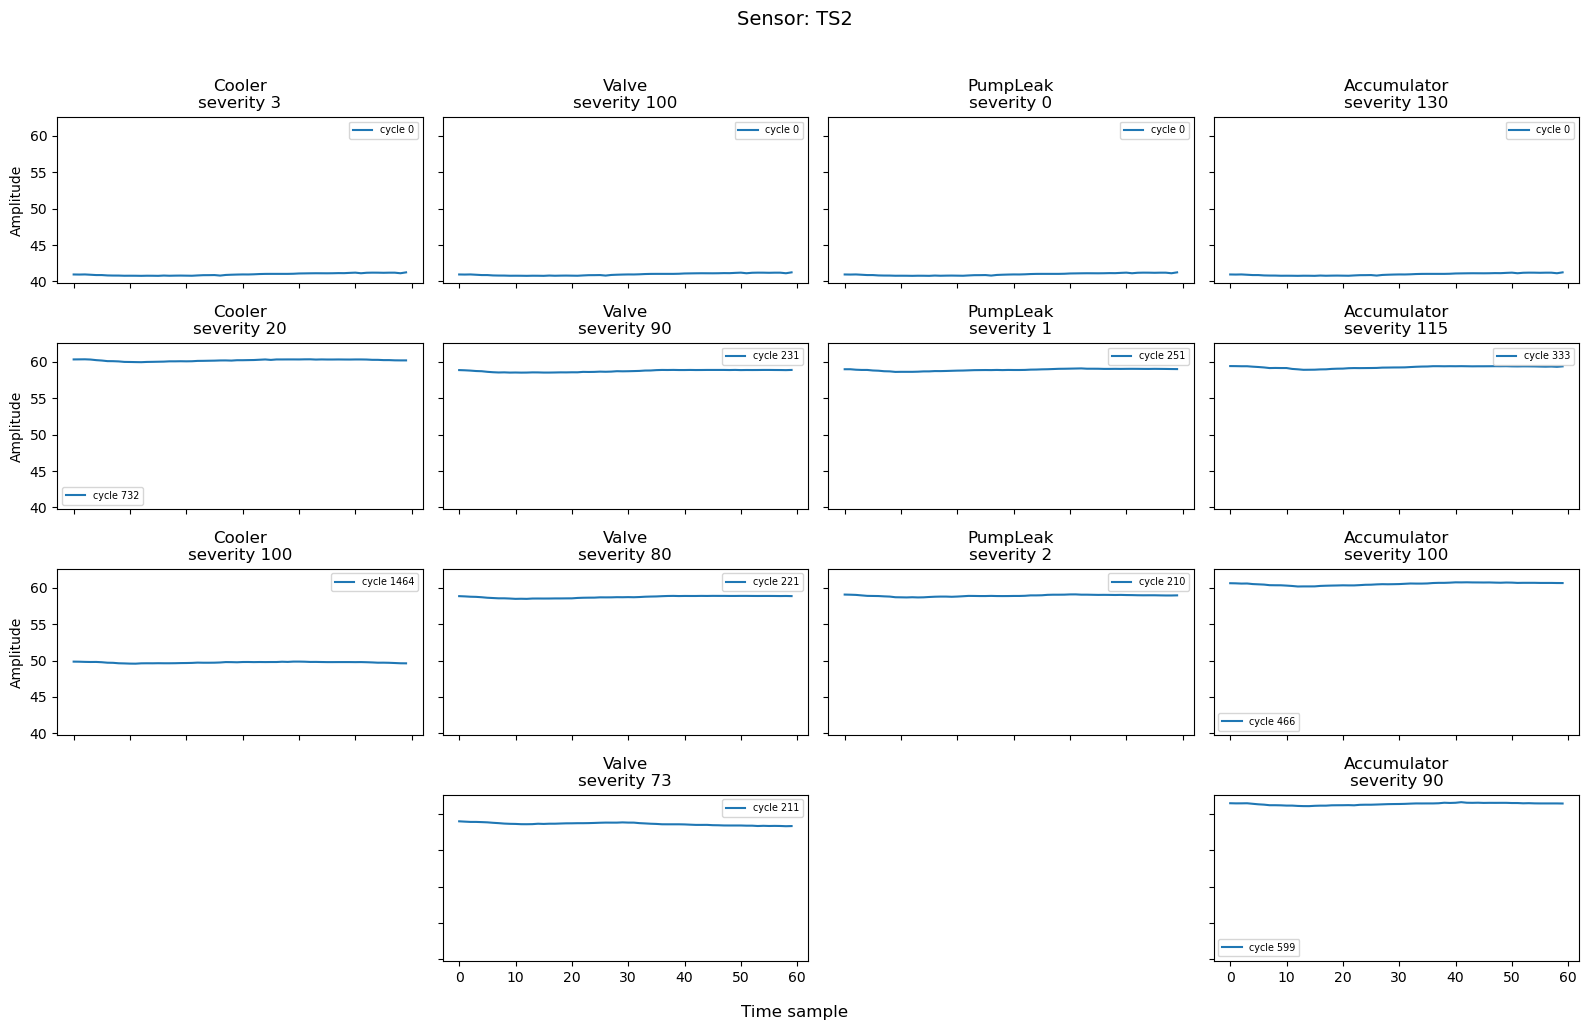 Sensor: TS2
Cooler
severity 3
Valve
severity 100
PumpLeak
severity 0
Accumulator
severity 130
Amplitude
60
55
50
45
40
cycle 0
cycle 0
cycle 0
cycle 0
Cooler
severity 20
Valve
severity 90
PumpLeak
severity 1
Accumulator
severity 115
Amplitude
60
55
50
45
40
cycle 732
cycle 231
cycle 251
cycle 333
Cooler
severity 100
Valve
severity 80
PumpLeak
severity 2
Accumulator
severity 100
Amplitude
60
55
50
45
40
cycle 1464
cycle 221
cycle 210
cycle 466
Valve
severity 73
Accumulator
severity 90
cycle 211
cycle 599
0 10 20 30 40 50 60
0 10 20 30 40 50 60
Time sample